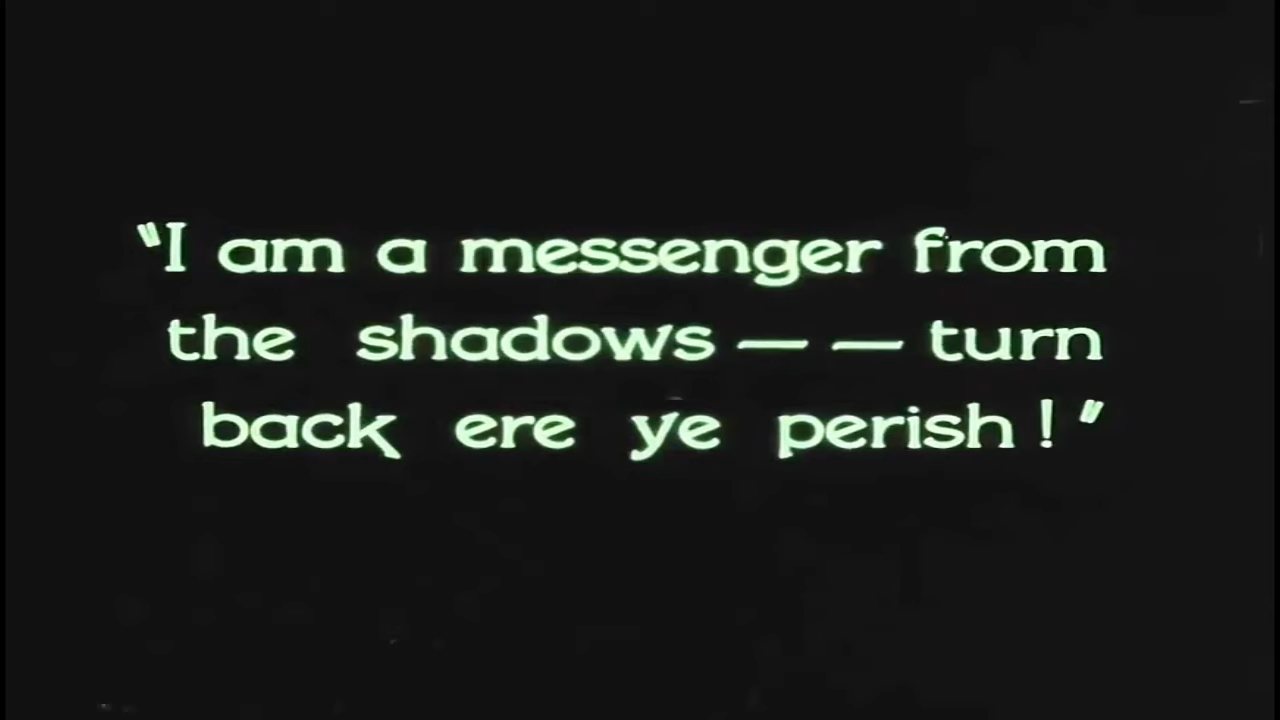 "I am a messenger from
the shadows — — turn
back ere ye perish!"